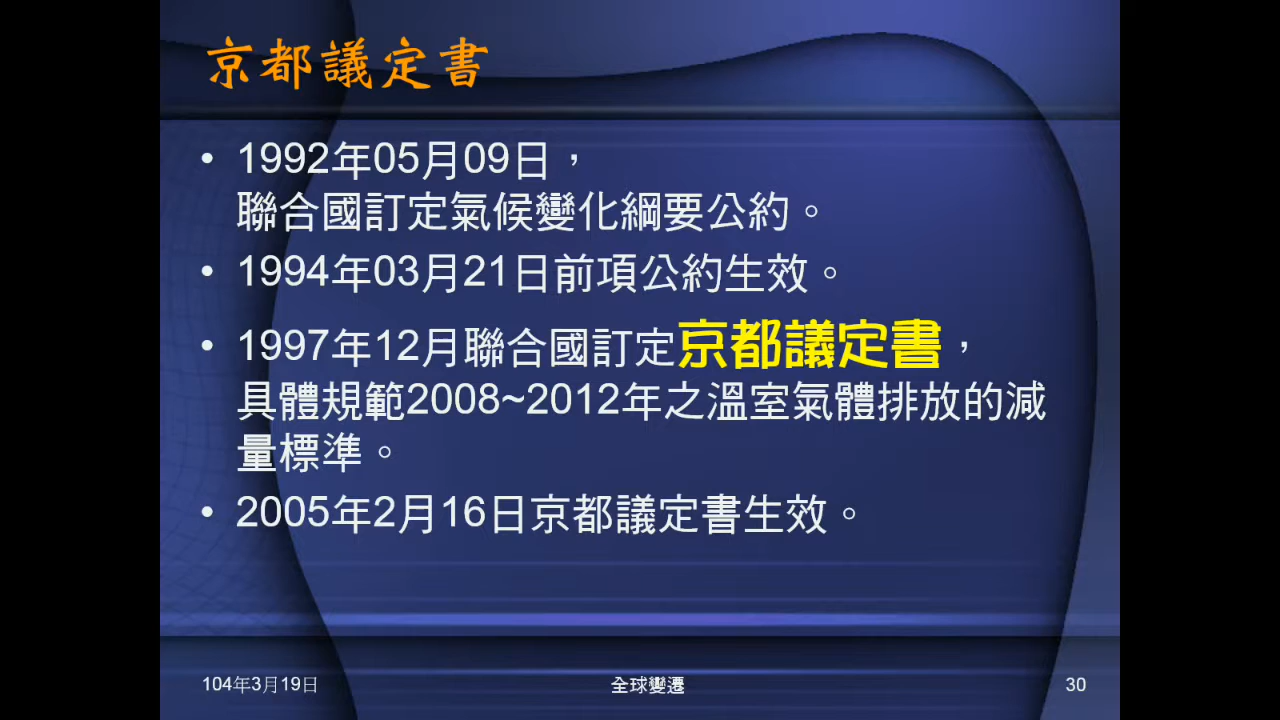 京都議定書
• 1992年05月09日，
聯合國訂定氣候變化綱要公約。
• 1994年03月21日前項公約生效。
• 1997年12月聯合國訂定京都議定書，
具體規範2008~2012年之溫室氣體排放的減
量標準。
• 2005年2月16日京都議定書生效。
104年3月19日
全球變遷
30